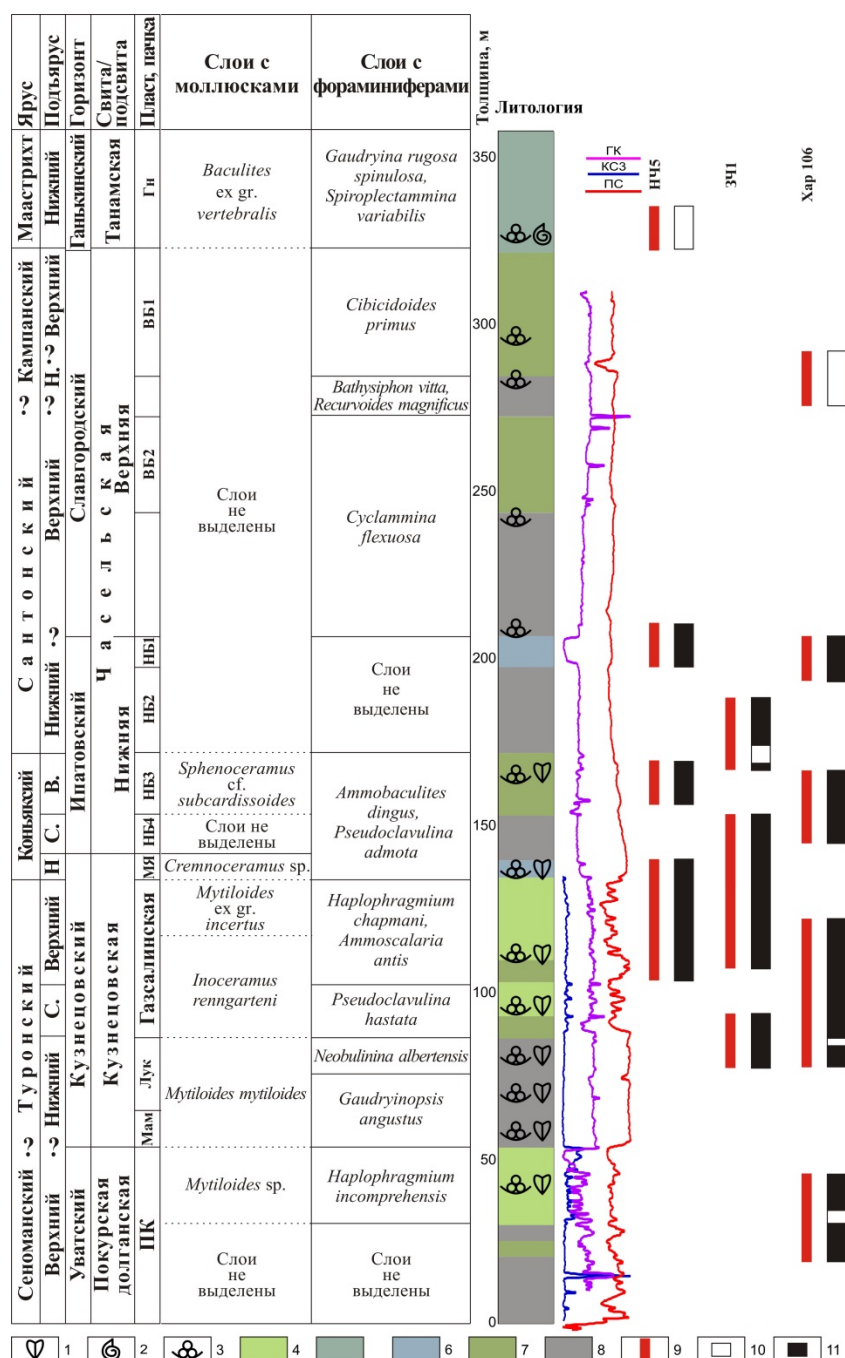 Ярус
Подъярус
Горизонт
Свита/
подсвита
Пласт, пачка
Слои с
моллюсками
Слои с
фораминиферами
Толщина, м
Литология
Маастрихт
Нижний
Ганькинский
Танамская
Гн
Baculites
ex gr.
vertebralis
Gaudryina rugosa
spinulosa,
Spiroplectammina
variabilis
350
ГК
КСЗ
ПС
НЧ5
ЗЧ1
Хар 106
Кампанский
·?
Верхний
·?
Н.
·?
Славгородский
Часельская
Верхняя
ВБ1
Cibicidoides
primus
300
Bathysiphon vitta,
Recurvoides magnificus
ВБ2
Сантонский
Верхний
·?
Слои
не
выделены
Cyclammina
flexuosa
250
Нижний
Ипатовский
Нижняя
НБ1
НБ2
Слои
не
выделены
200
Коньякский
В.
НБ3
Sphenoceramus
cf.
subcardissoides
Ammobaculites
dingus,
Pseudoclavulina
admota
С.
НБ4
Слои не
выделены
150
Н
МЯ
Cremnoceramus sp.
Туронский
Верхний
Кузнецовский
Кузнецовская
Газсалинская
Mytiloides
ex gr.
incertus
Haplophragmium
chapmani,
Ammoscalaria
antis
Inoceramus
renngarteni
100
С.
Pseudoclavulina
hastata
Нижний
Лук
Mytiloides mytiloides
Neobulinina albertensis
Gaudryinopsis
angustus
Мам
Сеноманский
·?
Верхний
·?
Уватский
Покурская
долганская
ПК
Mytiloides sp.
Haplophragmium
incomprehensis
50
Слои
не
выделены
Слои
не
выделены
0
1 2 3 4 6 7 8 9 10 11